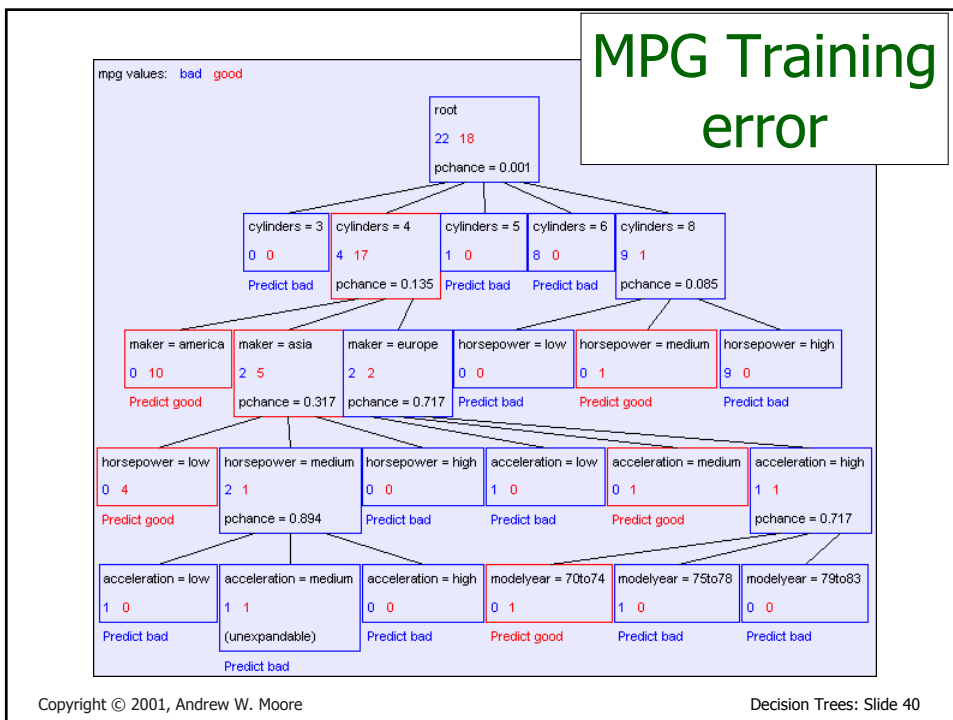 MPG Training
error
mpg values: bad good
root
22 18
pchance = 0.001
cylinders = 3
0 0
Predict bad
cylinders = 4
4 17
pchance = 0.135
cylinders = 5
1 0
Predict bad
cylinders = 6
8 0
Predict bad
cylinders = 8
9 1
pchance = 0.085
maker = america
0 10
Predict good
maker = asia
2 5
pchance = 0.317
maker = europe
2 2
pchance = 0.717
horsepower = low
0 0
Predict bad
horsepower = medium
0 1
Predict good
horsepower = high
9 0
Predict bad
horsepower = low
0 4
Predict good
horsepower = medium
2 1
pchance = 0.894
horsepower = high
0 0
Predict bad
acceleration = low
1 0
Predict bad
acceleration = medium
0 1
Predict good
acceleration = high
1 1
pchance = 0.717
acceleration = low
1 0
Predict bad
acceleration = medium
1 1
(unexpandable)
Predict bad
acceleration = high
0 0
Predict bad
modelyear = 70to74
0 1
Predict good
modelyear = 75to78
1 0
Predict bad
modelyear = 79to83
0 0
Predict bad
Copyright © 2001, Andrew W. Moore
Decision Trees: Slide 40